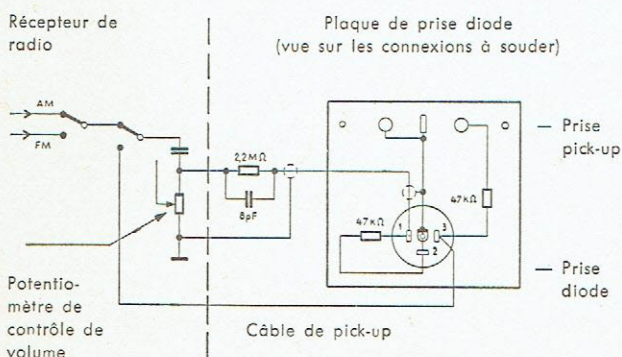 Récepteur de
radio
Plaque de prise diode
(vue sur les connexions à souder)
AM
FM
2,2MΩ
8pF
47kΩ
47kΩ
1
2
3
— Prise
pick-up
— Prise
diode
Potentio-
mètre de
contrôle de
volume
Câble de pick-up